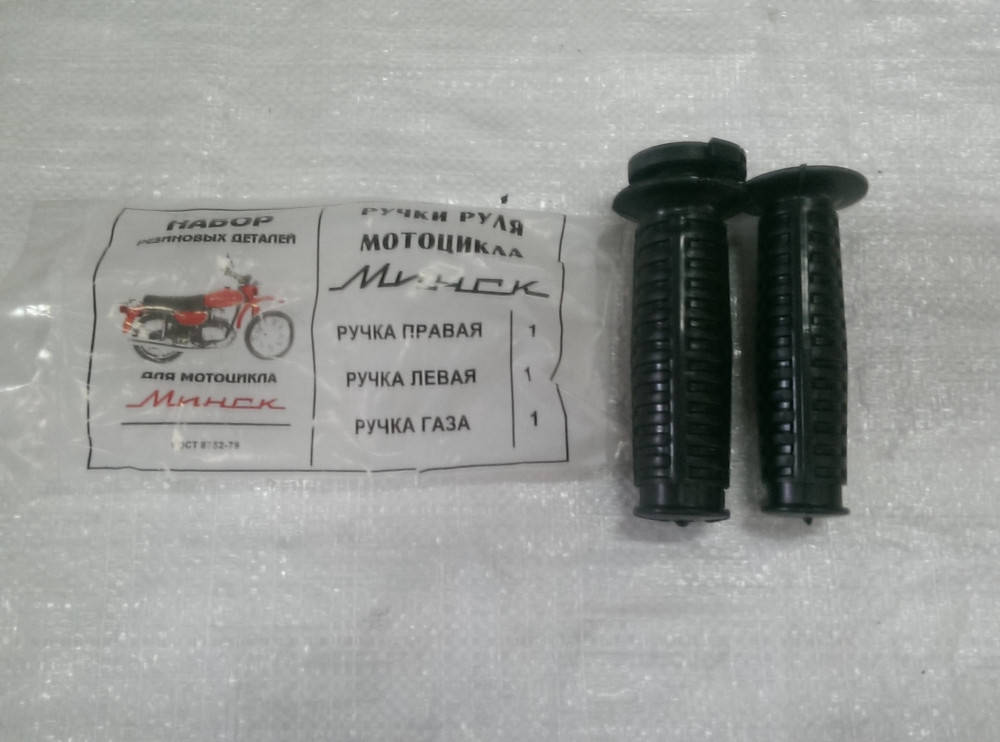 НАБОР
РЕЗИНОВЫХ ДЕТАЛЕЙ
ДЛЯ МОТОЦИКЛА
Минск
РУЧКИ РУЛЯ
МОТОЦИКЛА
Минск
РУЧКА ПРАВАЯ 1
РУЧКА ЛЕВАЯ 1
РУЧКА ГАЗА 1